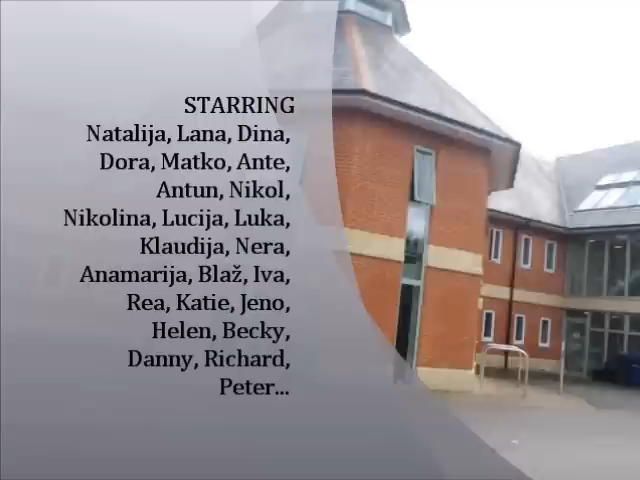 STARRING
Natalija, Lana, Dina,
Dora, Matko, Ante,
Antun, Nikol,
Nikolina, Lucija, Luka,
Klaudija, Nera,
Anamarija, Blaž, Iva,
Rea, Katie, Jeno,
Helen, Becky,
Danny, Richard,
Peter...